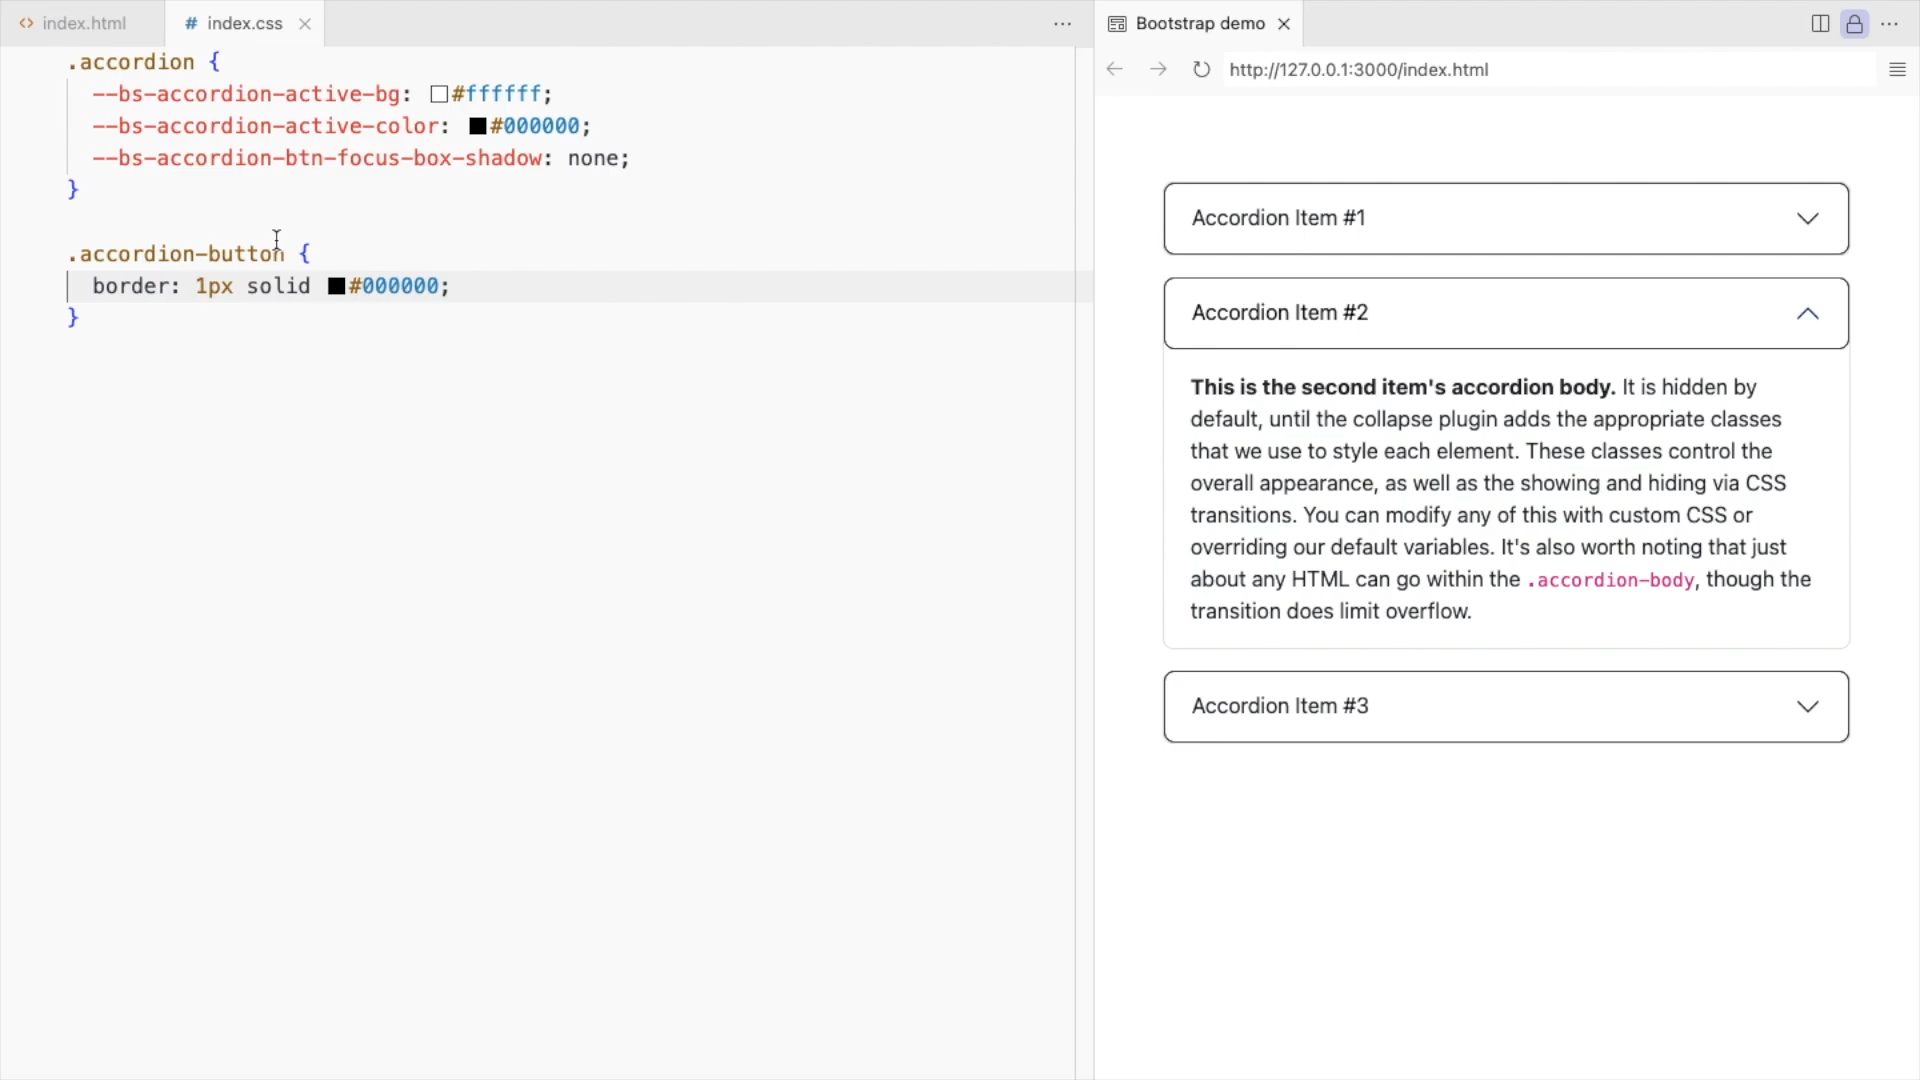 index.html
index.css
.accordion {
--bs-accordion-active-bg: #ffffff;
--bs-accordion-active-color: #000000;
--bs-accordion-btn-focus-box-shadow: none;
}
.accordion-button {
border: 1px solid #000000;
}
Bootstrap demo
http://127.0.0.1:3000/index.html
Accordion Item #1
Accordion Item #2
This is the second item's accordion body. It is hidden by
default, until the collapse plugin adds the appropriate classes
that we use to style each element. These classes control the
overall appearance, as well as the showing and hiding via CSS
transitions. You can modify any of this with custom CSS or
overriding our default variables. It's also worth noting that just
about any HTML can go within the .accordion-body, though the
transition does limit overflow.
Accordion Item #3